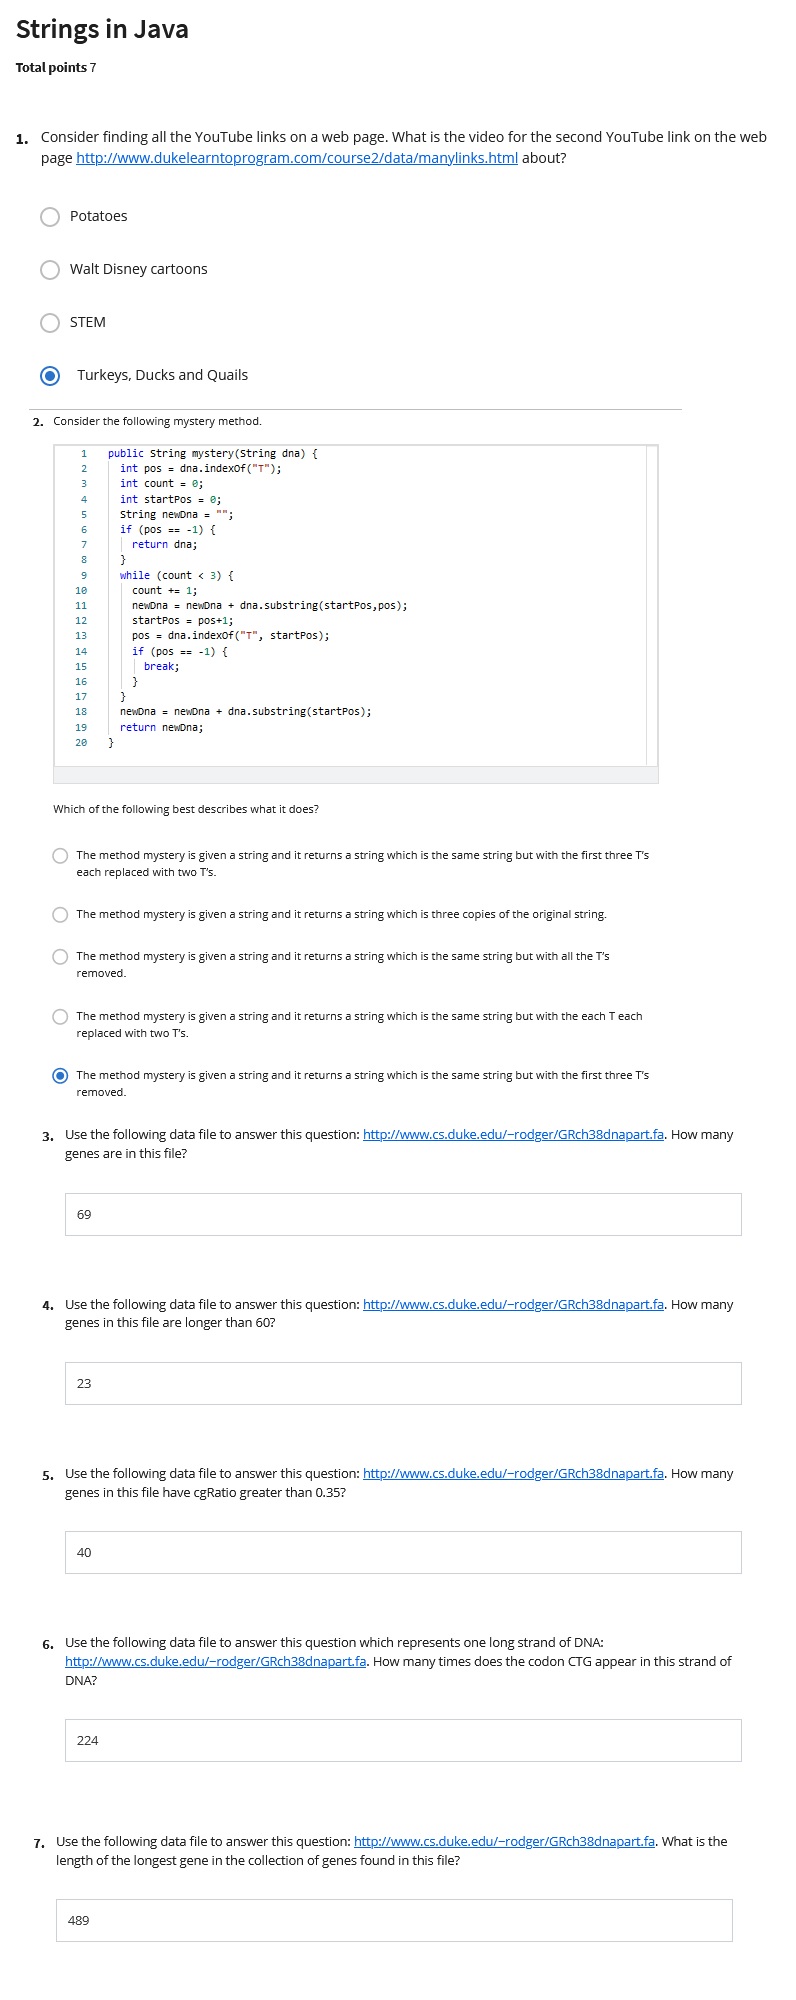 Strings in Java
Total points 7
1. Consider finding all the YouTube links on a web page. What is the video for the second YouTube link on the web
page http://www.dukelearntoprogram.com/course2/data/manylinks.html about?
Potatoes
Walt Disney cartoons
STEM
Turkeys, Ducks and Quails
2. Consider the following mystery method.
1 public String mystery(String dna) {
2 int pos = dna.indexOf("T");
3 int count = 0;
4 int startPos = 0;
5 String newDna = "";
6 if (pos == -1) {
7 return dna;
8 }
9 while (count < 3) {
10 count += 1;
11 newDna = newDna + dna.substring(startPos,pos);
12 startPos = pos+1;
13 pos = dna.indexOf("T", startPos);
14 if (pos == -1) {
15 break;
16 }
17 }
18 newDna = newDna + dna.substring(startPos);
19 return newDna;
20 }
Which of the following best describes what it does?
The method mystery is given a string and it returns a string which is the same string but with the first three T's
each replaced with two T's.
The method mystery is given a string and it returns a string which is three copies of the original string.
The method mystery is given a string and it returns a string which is the same string but with all the T's
removed.
The method mystery is given a string and it returns a string which is the same string but with the each T each
replaced with two T's.
The method mystery is given a string and it returns a string which is the same string but with the first three T's
removed.
3. Use the following data file to answer this question: http://www.cs.duke.edu/~rodger/GRch38dnapart.fa. How many
genes are in this file?
69
4. Use the following data file to answer this question: http://www.cs.duke.edu/~rodger/GRch38dnapart.fa. How many
genes in this file are longer than 60?
23
5. Use the following data file to answer this question: http://www.cs.duke.edu/~rodger/GRch38dnapart.fa. How many
genes in this file have cgRatio greater than 0.35?
40
6. Use the following data file to answer this question which represents one long strand of DNA:
http://www.cs.duke.edu/~rodger/GRch38dnapart.fa. How many times does the codon CTG appear in this strand of
DNA?
224
7. Use the following data file to answer this question: http://www.cs.duke.edu/~rodger/GRch38dnapart.fa. What is the
length of the longest gene in the collection of genes found in this file?
489